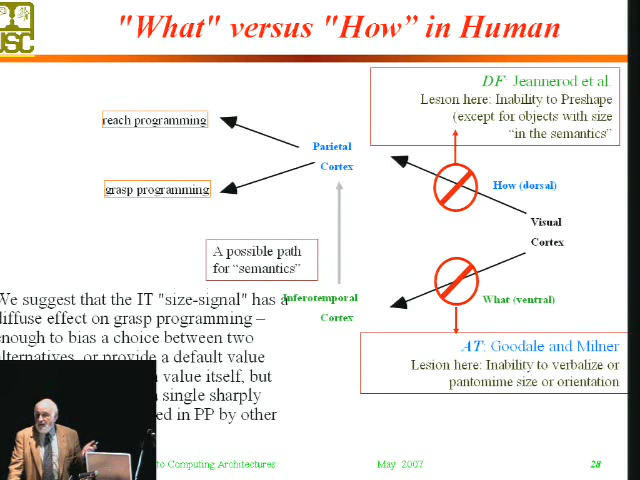 USC
"What" versus "How” in Human
DF: Jeannerod et al.
Lesion here: Inability to Preshape
(except for objects with size
“in the semantics”
reach programming
Parietal
Cortex
grasp programming
How (dorsal)
Visual
Cortex
A possible path
for “semantics”
We suggest that the IT "size-signal" has a
diffuse effect on grasp programming –
enough to bias a choice between two
alternatives, or provide a default value
value itself, but
single sharply
in PP by other
Inferotemporal
Cortex
What (ventral)
AT: Goodale and Milner
Lesion here: Inability to verbalize or
pantomime size or orientation
to Computing Architectures
May 2007
28